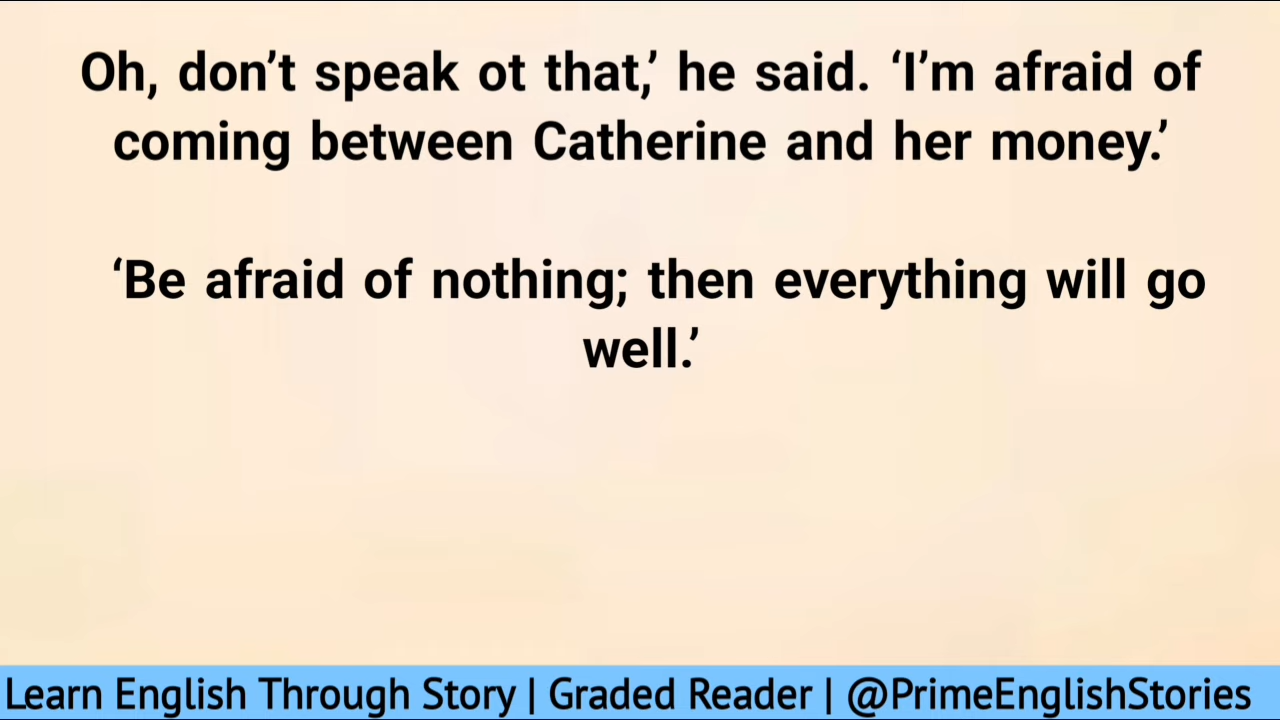 Oh, don’t speak ot that,’ he said. ‘I’m afraid of
coming between Catherine and her money.’
‘Be afraid of nothing; then everything will go
well.’
Learn English Through Story | Graded Reader | @PrimeEnglishStories